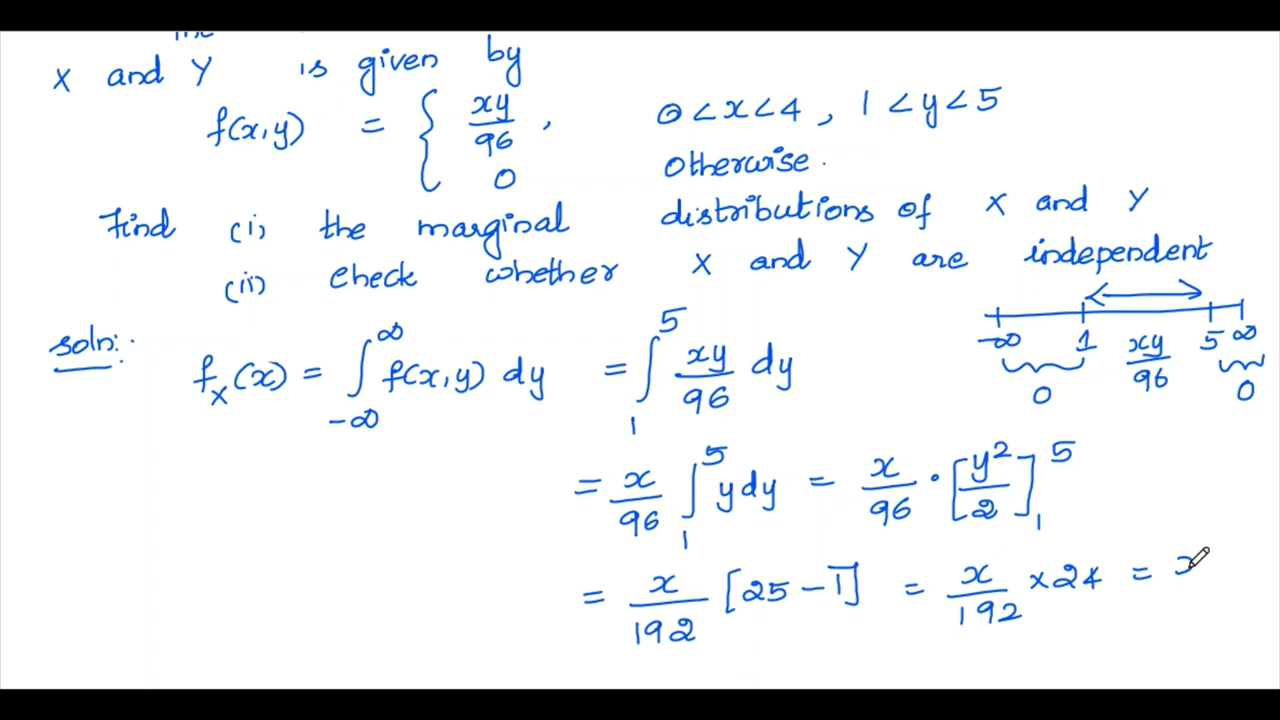 X and Y is given by
f(x,y) = { xy/96 , 0<x<4 , 1<y<5
0 otherwise.
Find (i) the marginal distributions of X and Y
(ii) check whether X and Y are independent
soln:
f_X(x) = ∫_{-∞}^{∞} f(x,y) dy = ∫_1^5 xy/96 dy
-∞ 1 xy/96 5 ∞
0 0
= x/96 ∫_1^5 ydy = x/96 · [y²/2]_1^5
= x/192 [25-1] = x/192 ×24 = x